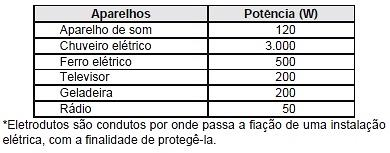 Aparelhos Potência (W)
Aparelho de som 120
Chuveiro elétrico 3.000
Ferro elétrico 500
Televisor 200
Geladeira 200
Rádio 50
*Eletrodutos são condutos por onde passa a fiação de uma instalação
elétrica, com a finalidade de protegê-la.